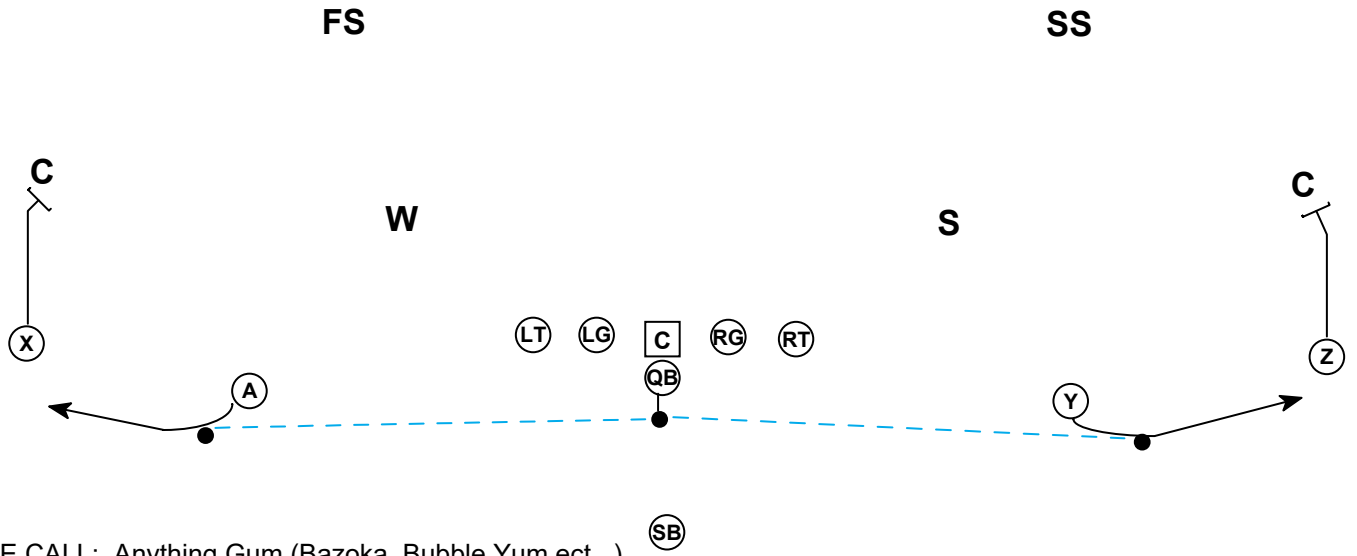 FS SS
C C
W S
LT LG C RG RT
X Z
QB
A Y
SB
E CALL: Anything Gum (Bazoka, Bubble Yum ect...)